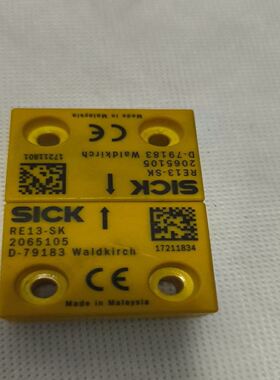 Made in Malaysia
CE
17211801
D-79183 Waldkirch
2065105
RE13-SK
SICK
SICK
RE13-SK
2065105
D-79183 Waldkirch
17211834
CE
Made in Malaysia